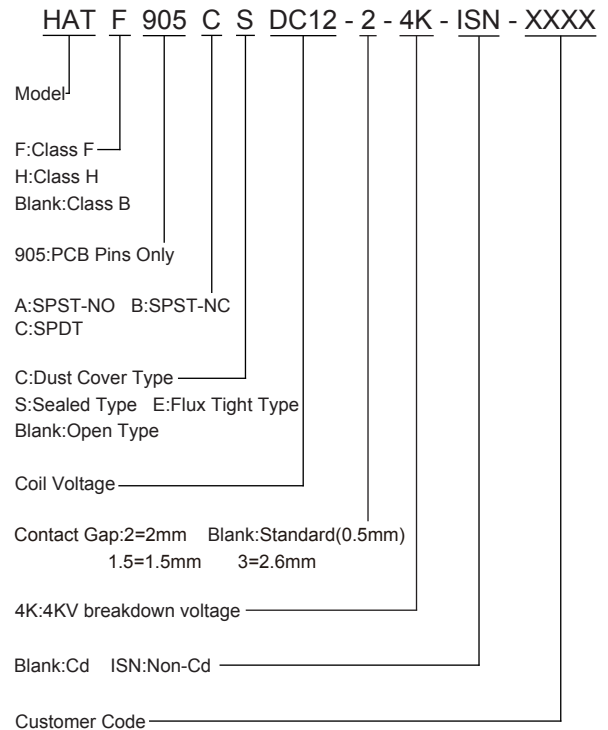 HAT F 905 C S DC12 - 2 - 4K - ISN - XXXX
Model
F:Class F
H:Class H
Blank:Class B
905:PCB Pins Only
A:SPST-NO B:SPST-NC
C:SPDT
C:Dust Cover Type
S:Sealed Type E:Flux Tight Type
Blank:Open Type
Coil Voltage
Contact Gap:2=2mm Blank:Standard(0.5mm)
1.5=1.5mm 3=2.6mm
4K:4KV breakdown voltage
Blank:Cd ISN:Non-Cd
Customer Code